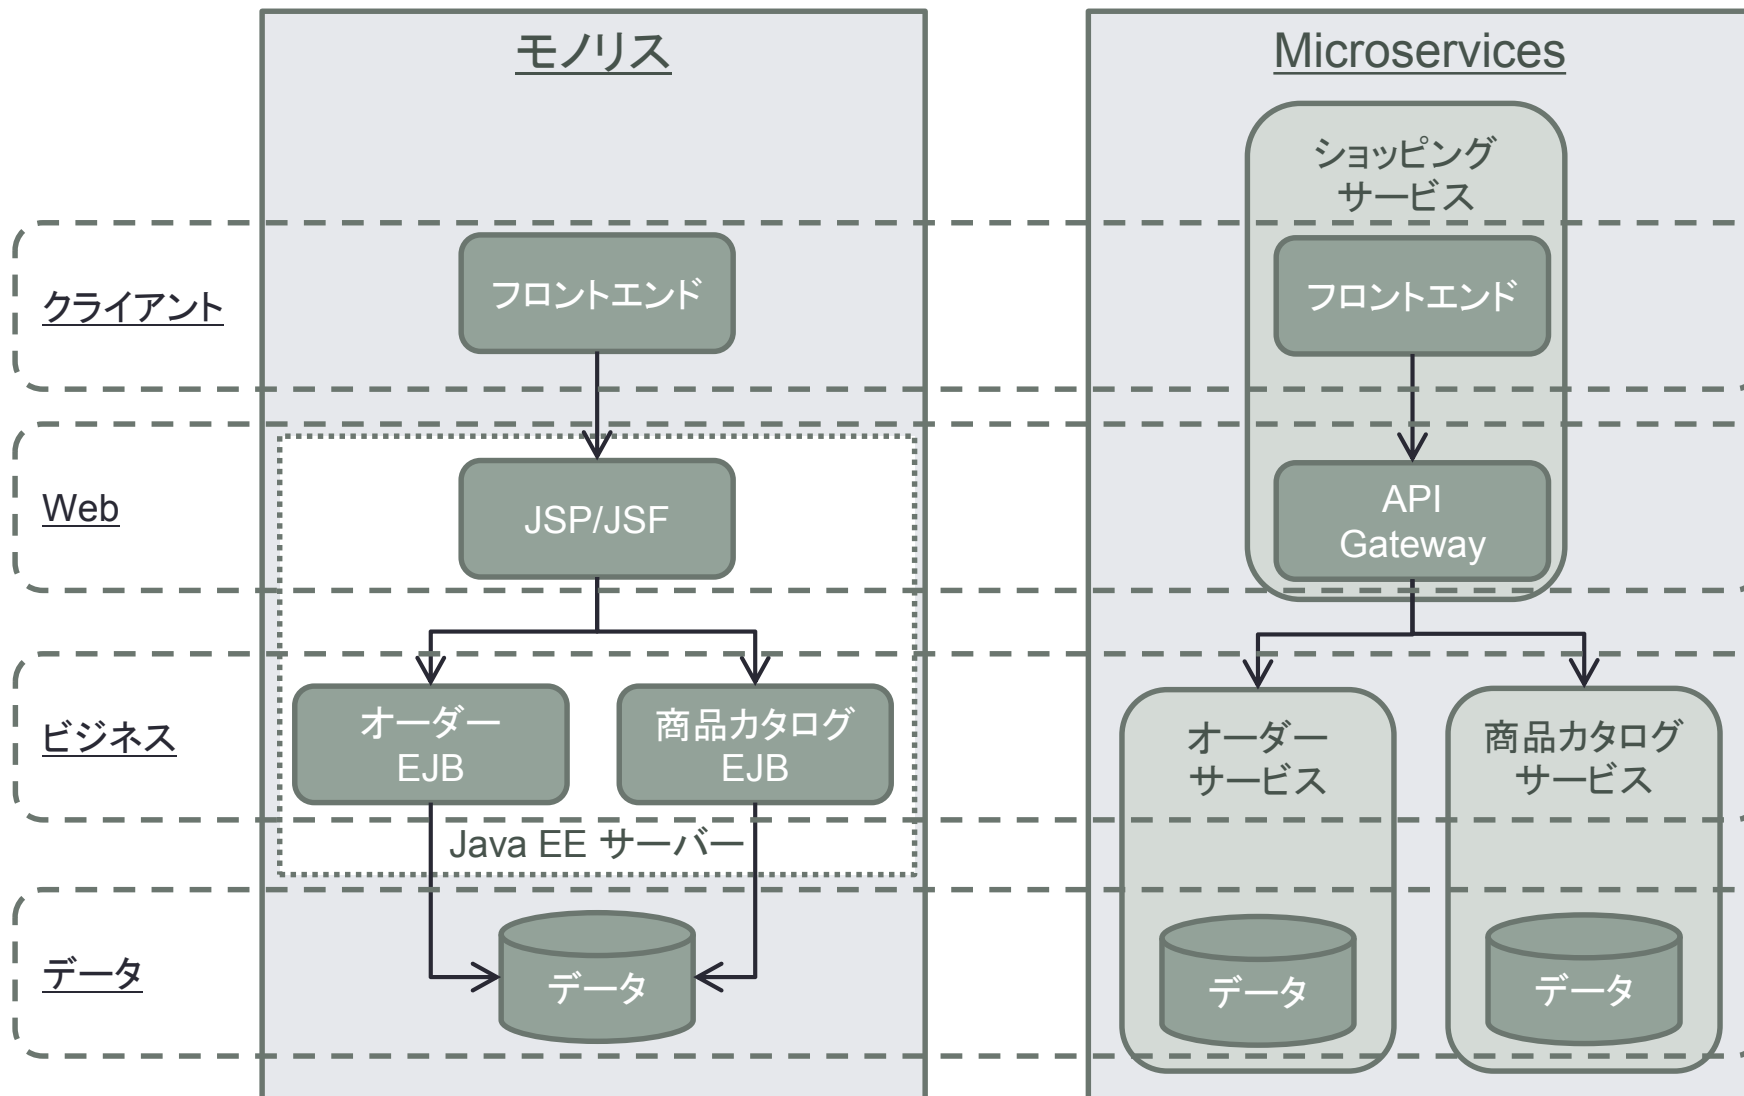 モノリス
Microservices
ショッピング
サービス
クライアント
フロントエンド
フロントエンド
Web
JSP/JSF
API
Gateway
ビジネス
オーダー
EJB
商品カタログ
EJB
オーダー
サービス
商品カタログ
サービス
Java EE サーバー
データ
データ
データ
データ